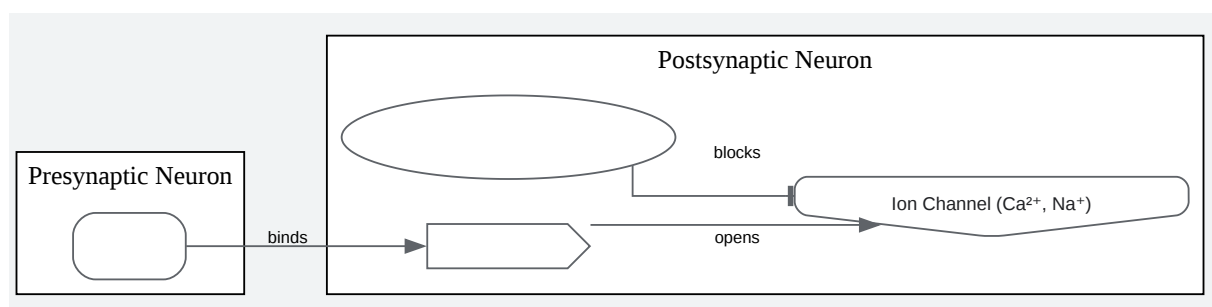 Postsynaptic Neuron
blocks
Presynaptic Neuron
Ion Channel (Ca²⁺, Na⁺)
binds
opens